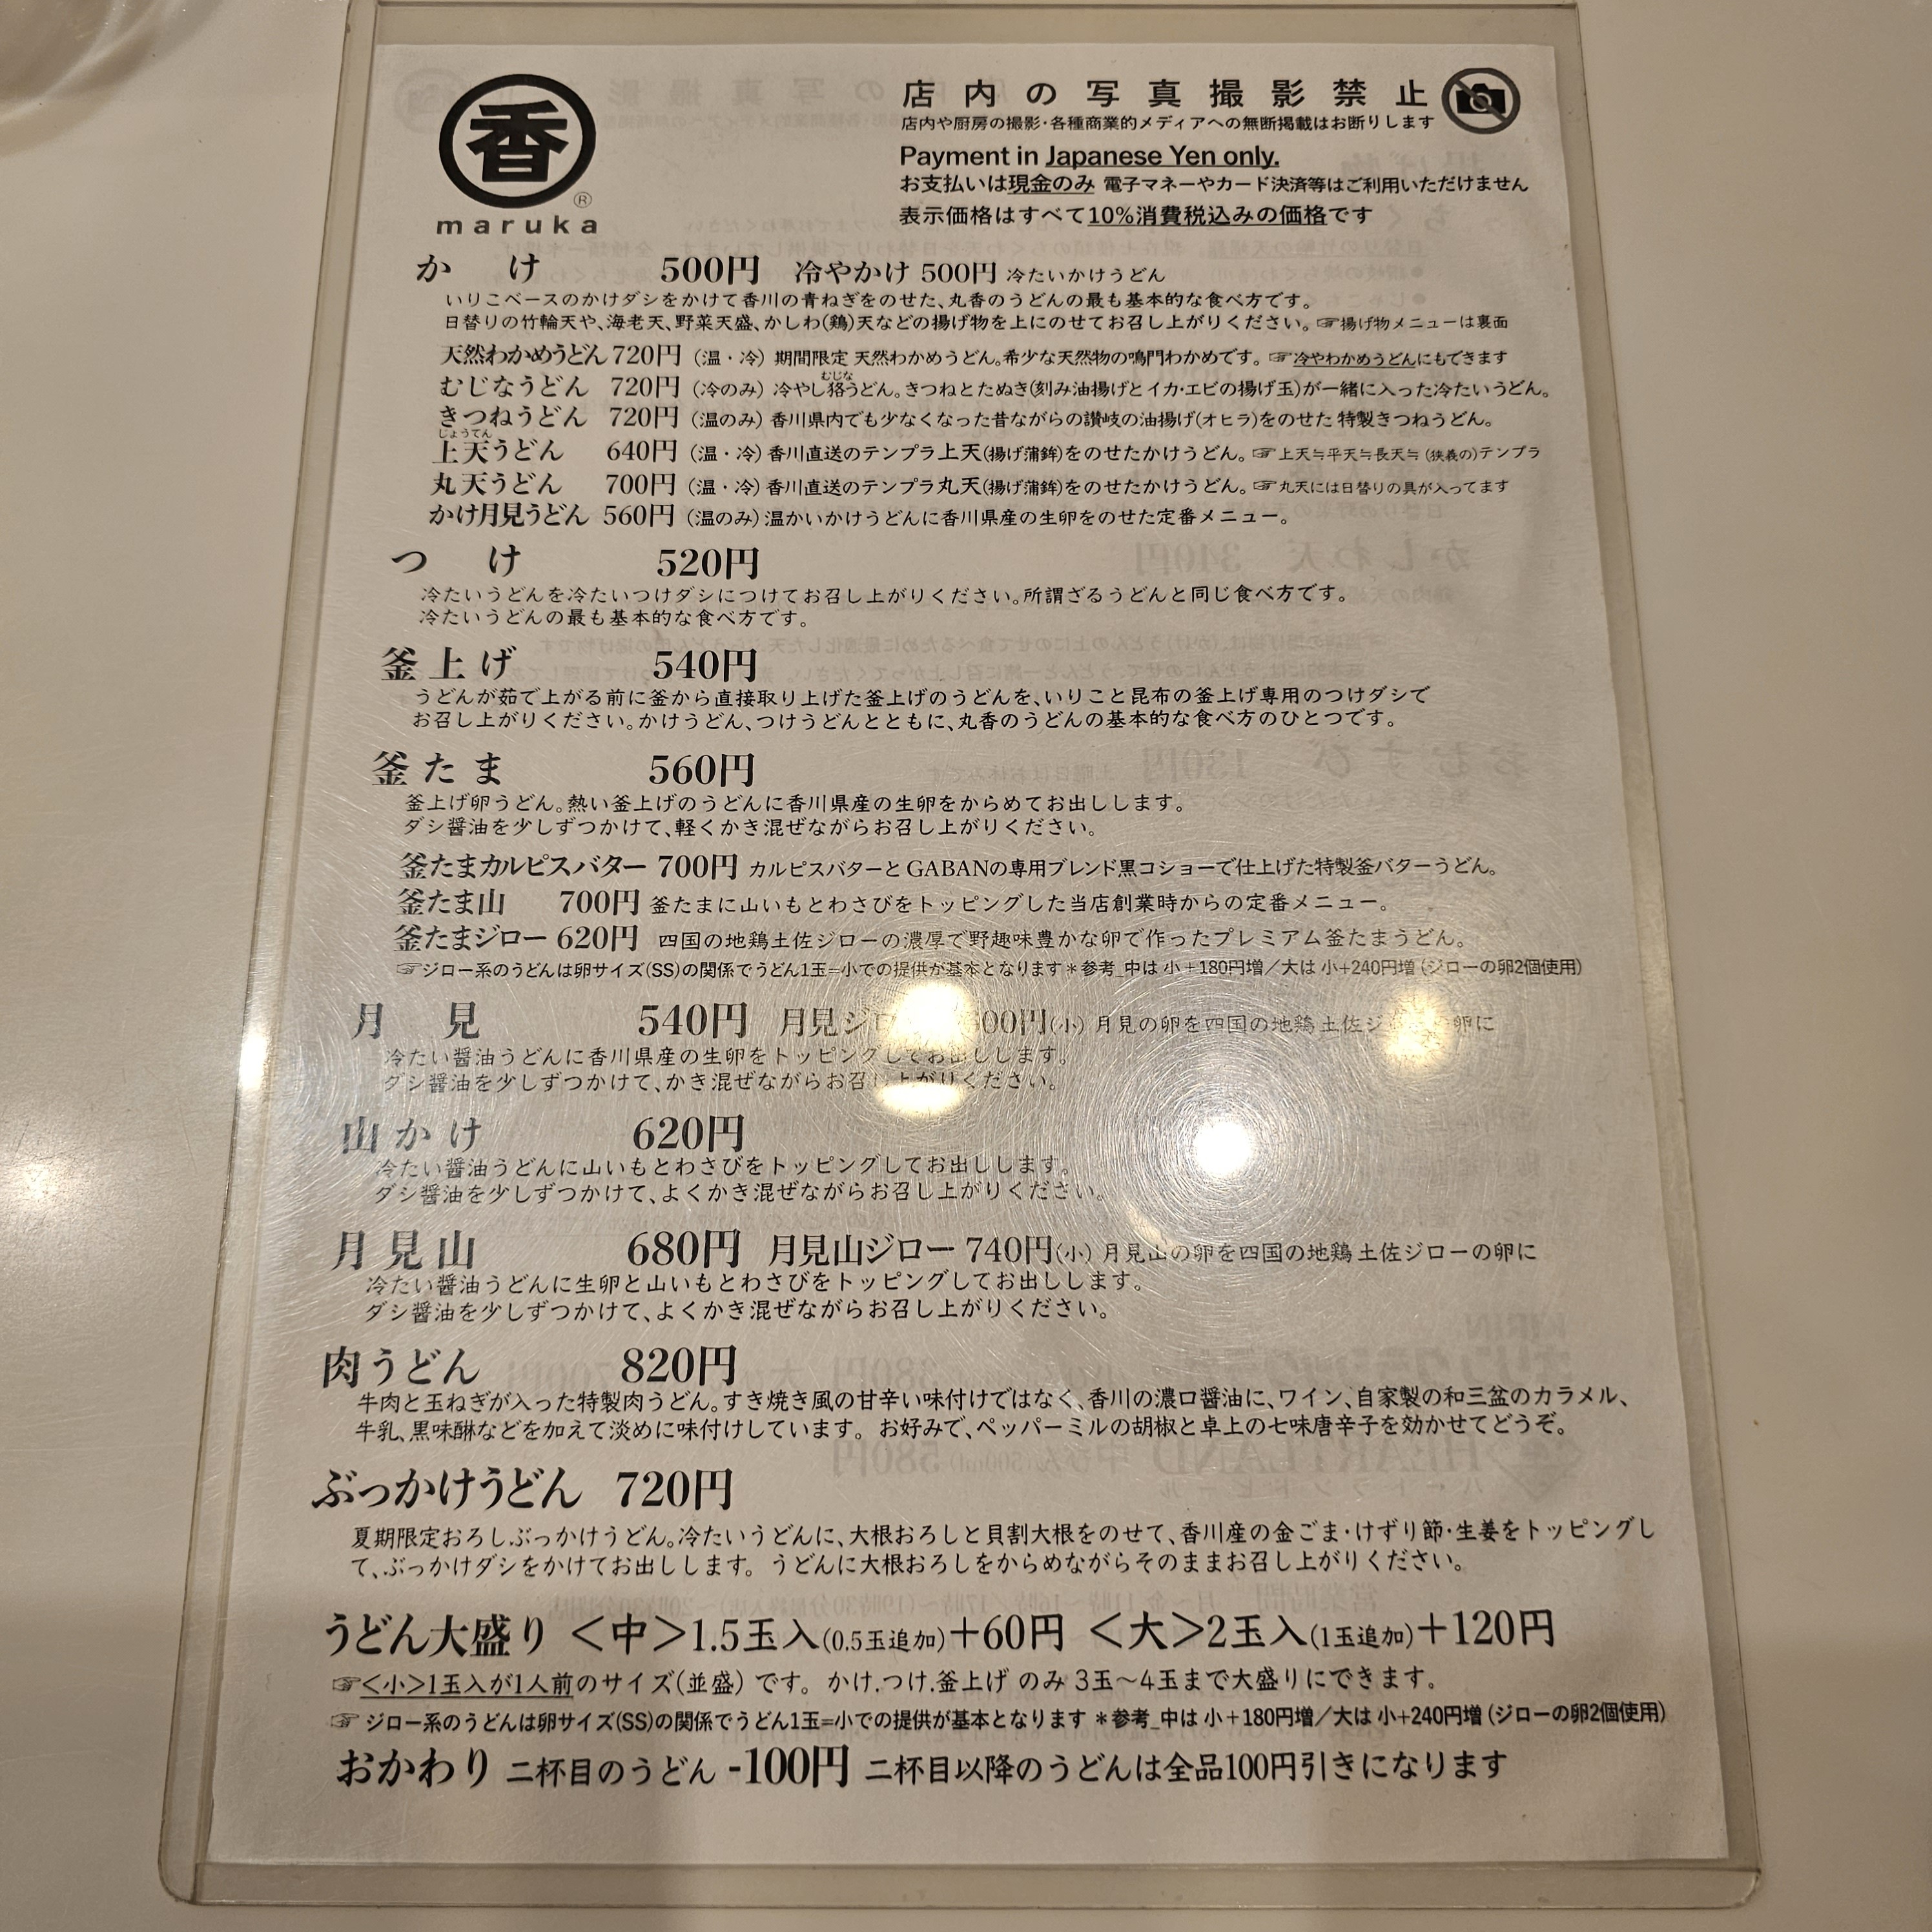 香
®
maruka
店内の写真撮影禁止
店内や厨房の撮影・各種商業的メディアへの無断掲載はお断りします
Payment in Japanese Yen only.
お支払いは現金のみ 電子マネーやカード決済等はご利用いただけません
表示価格はすべて10%消費税込みの価格です
かけ 500円 冷やかけ 500円 冷たいかけうどん
いりこベースのかけダシをかけて香川の青ねぎをのせた、丸香のうどんの最も基本的な食べ方です。
日替りの竹輪天や、海老天、野菜天盛、かしわ(鶏)天などの揚げ物を上にのせてお召し上がりください。☞揚げ物メニューは裏面
天然わかめうどん 720円 (温・冷) 期間限定 天然わかめうどん。希少な天然物の鳴門わかめです。☞冷やわかめうどんにもできます
むじな
むじなうどん 720円 (冷のみ) 冷やし狢うどん。きつねとたぬき(刻み油揚げとイカ・エビの揚げ玉)が一緒に入った冷たいうどん。
きつねうどん 720円 (温のみ) 香川県内でも少なくなった昔ながらの讃岐の油揚げ(オヒラ)をのせた 特製きつねうどん。
じょうてん
上天うどん 640円 (温・冷) 香川直送のテンプラ上天(揚げ蒲鉾)をのせたかけうどん。☞上天≒平天≒長天≒(狭義の)テンプラ
丸天うどん 700円 (温・冷) 香川直送のテンプラ丸天(揚げ蒲鉾)をのせたかけうどん。☞丸天には日替りの具が入ってます
かけ月見うどん 560円 (温のみ) 温かいかけうどんに香川県産の生卵をのせた定番メニュー。
つけ 520円
冷たいうどんを冷たいつけダシにつけてお召し上がりください。所謂ざるうどんと同じ食べ方です。
冷たいうどんの最も基本的な食べ方です。
釜上げ 540円
うどんが茹で上がる前に釜から直接取り上げた釜上げのうどんを、いりこと昆布の釜上げ専用のつけダシで
お召し上がりください。かけうどん、つけうどんとともに、丸香のうどんの基本的な食べ方のひとつです。
釜たま 560円
釜上げ卵うどん。熱い釜上げのうどんに香川県産の生卵をからめてお出しします。
ダシ醤油を少しずつかけて、軽くかき混ぜながらお召し上がりください。
釜たまカルピスバター 700円 カルピスバターとGABANの専用ブレンド黒コショーで仕上げた特製釜バターうどん。
釜たま山 700円 釜たまに山いもとわさびをトッピングした当店創業時からの定番メニュー。
釜たまジロー 620円 四国の地鶏土佐ジローの濃厚で野趣味豊かな卵で作ったプレミアム釜たまうどん。
☞ジロー系のうどんは卵サイズ(SS)の関係でうどん1玉=小での提供が基本となります＊参考_中は 小+180円増／大は 小+240円増 (ジローの卵2個使用)
月見 540円 月見ジ 00円(小) 月見の卵を四国の地鶏 土佐ジ 卵に
冷たい醤油うどんに香川県産の生卵をトッピングしてお出しします。
ダシ醤油を少しずつかけて、かき混ぜながらお召し上がりください。
山かけ 620円
冷たい醤油うどんに山いもとわさびをトッピングしてお出しします。
ダシ醤油を少しずつかけて、よくかき混ぜながらお召し上がりください。
月見山 680円 月見山ジロー 740円(小) 月見山の卵を四国の地鶏 土佐ジローの卵に
冷たい醤油うどんに生卵と山いもとわさびをトッピングしてお出しします。
ダシ醤油を少しずつかけて、よくかき混ぜながらお召し上がりください。
肉うどん 820円
牛肉と玉ねぎが入った特製肉うどん。すき焼き風の甘辛い味付けではなく、香川の濃口醤油に、ワイン、自家製の和三盆のカラメル、
牛乳、黒味醂などを加えて淡めに味付けしています。お好みで、ペッパーミルの胡椒と卓上の七味唐辛子を効かせてどうぞ。
ぶっかけうどん 720円
夏期限定おろしぶっかけうどん。冷たいうどんに、大根おろしと貝割大根をのせて、香川産の金ごま・けずり節・生姜をトッピングし
て、ぶっかけダシをかけてお出しします。うどんに大根おろしをからめながらそのままお召し上がりください。
うどん大盛り ＜中＞1.5玉入(0.5玉追加)＋60円 ＜大＞2玉入(1玉追加)＋120円
☞＜小＞1玉入が1人前のサイズ(並盛) です。かけ.つけ.釜上げ のみ 3玉〜4玉まで大盛りにできます。
☞ ジロー系のうどんは卵サイズ(SS)の関係でうどん1玉=小での提供が基本となります ＊参考_中は 小+180円増／大は 小+240円増 (ジローの卵2個使用)
おかわり 二杯目のうどん -100円 二杯目以降のうどんは全品100円引きになります